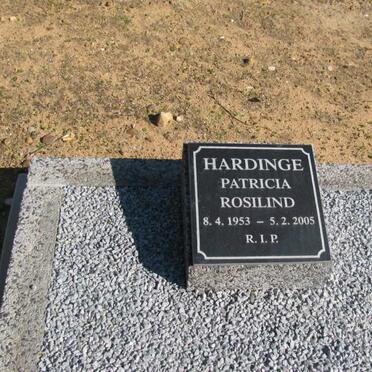 HARDINGE
PATRICIA
ROSILIND
8. 4. 1953 – 5. 2. 2005
R. I. P.